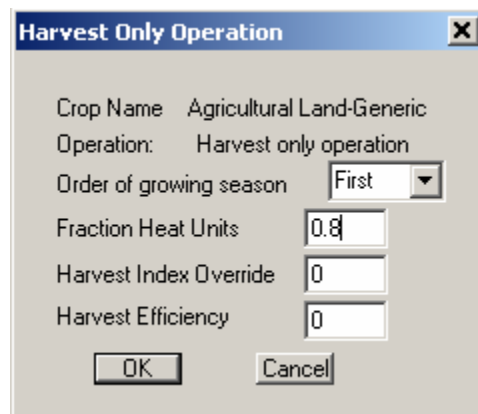 Harvest Only Operation
Crop Name Agricultural Land-Generic
Operation: Harvest only operation
Order of growing season First
Fraction Heat Units 0.8
Harvest Index Override 0
Harvest Efficiency 0
OK Cancel